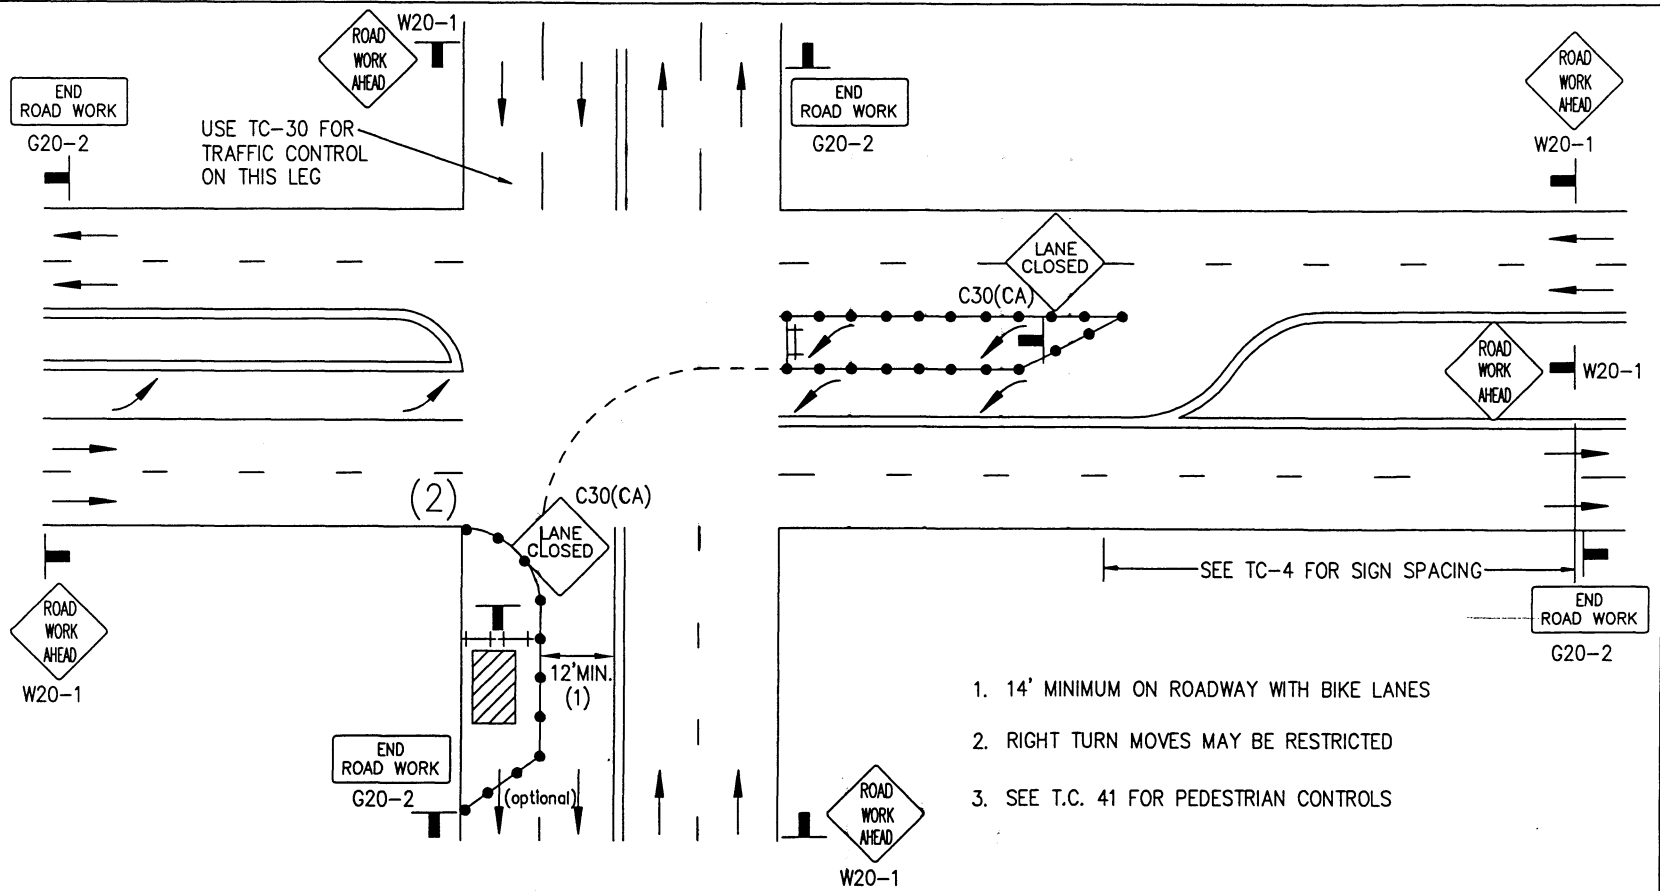 W20-1
ROAD
WORK
AHEAD
END
ROAD WORK
G20-2
USE TC-30 FOR
TRAFFIC CONTROL
ON THIS LEG
END
ROAD WORK
G20-2
ROAD
WORK
AHEAD
W20-1
LANE
CLOSED
C30(CA)
ROAD
WORK
AHEAD
W20-1
(2)
C30(CA)
LANE
CLOSED
SEE TC-4 FOR SIGN SPACING
ROAD
WORK
AHEAD
W20-1
END
ROAD WORK
G20-2
12'MIN.
(1)
1. 14' MINIMUM ON ROADWAY WITH BIKE LANES
2. RIGHT TURN MOVES MAY BE RESTRICTED
3. SEE T.C. 41 FOR PEDESTRIAN CONTROLS
END
ROAD WORK
G20-2
(optional)
ROAD
WORK
AHEAD
W20-1